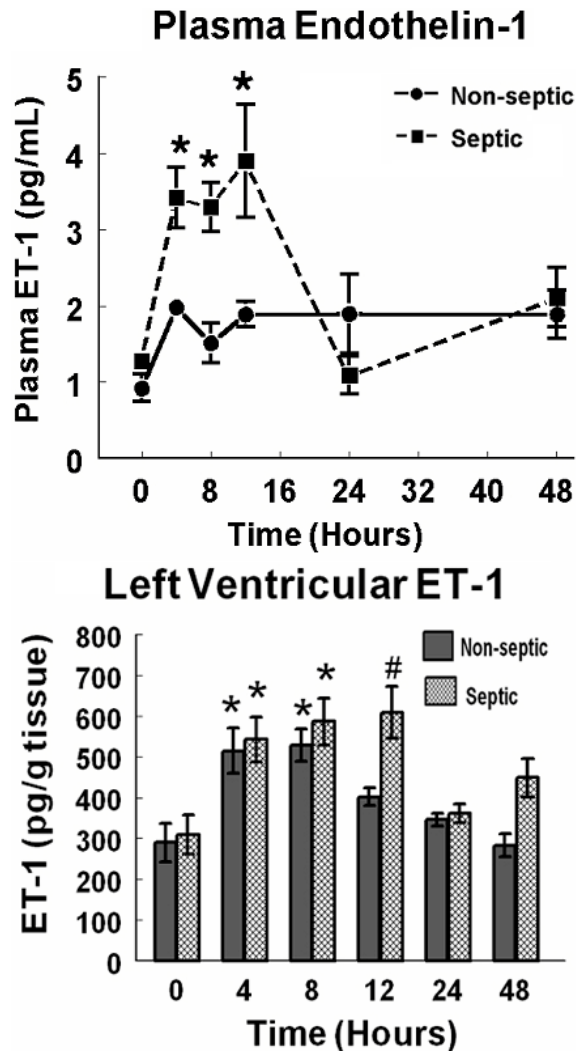 Plasma Endothelin-1
Plasma ET-1 (pg/mL)
5
4
3
2
1
0
* * *
Non-septic
Septic
0 8 16 24 32 40 48
Time (Hours)
Left Ventricular ET-1
ET-1 (pg/g tissue)
800
700
600
500
400
300
200
100
0
* * * * #
Non-septic
Septic
0 4 8 12 24 48
Time (Hours)